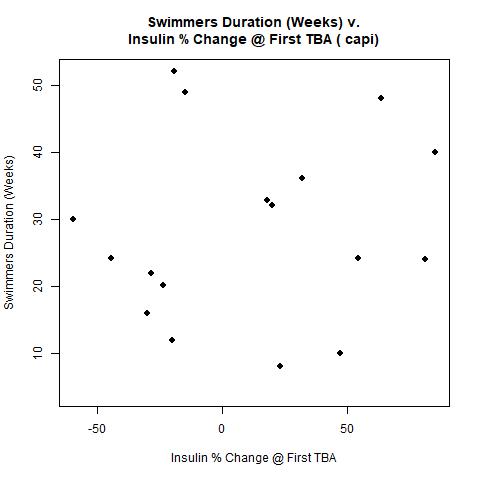 Swimmers Duration (Weeks) v.
Insulin % Change @ First TBA ( capi)
Swimmers Duration (Weeks)
50
40
30
20
10
-50
0
50
Insulin % Change @ First TBA